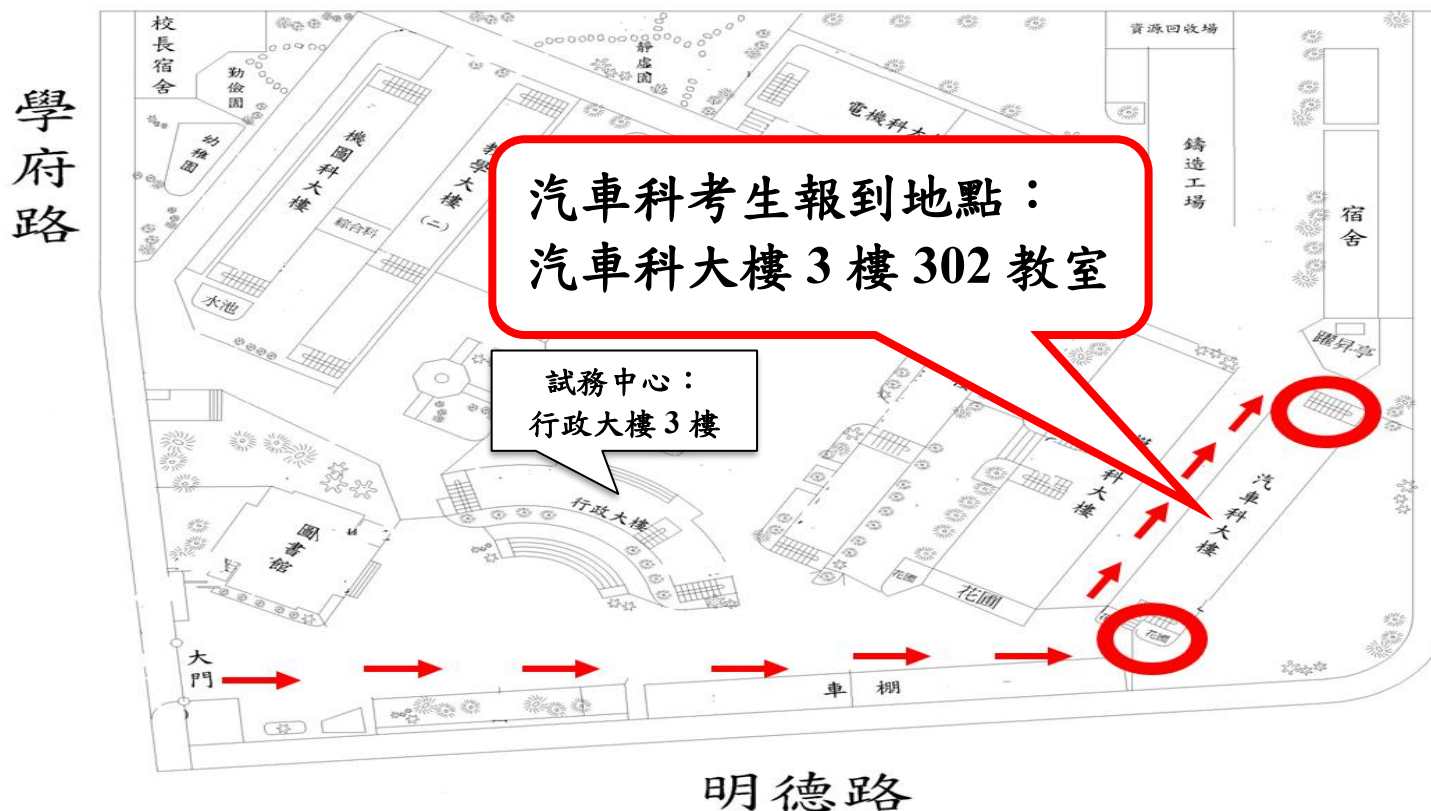 校長宿舍
勤儉園
靜虛園
資源回收場
學府路
幼稚園
機圖科大樓
教學大樓
(二)
綜合科
電機科大
鑄造工場
宿舍
汽車科考生報到地點：
汽車科大樓 3 樓 302 教室
水池
躍昇亭
試務中心：
行政大樓 3 樓
行政大樓
圖書館
科大樓
汽車科大樓
花圃
花圃
花圃
大門
車棚
明德路